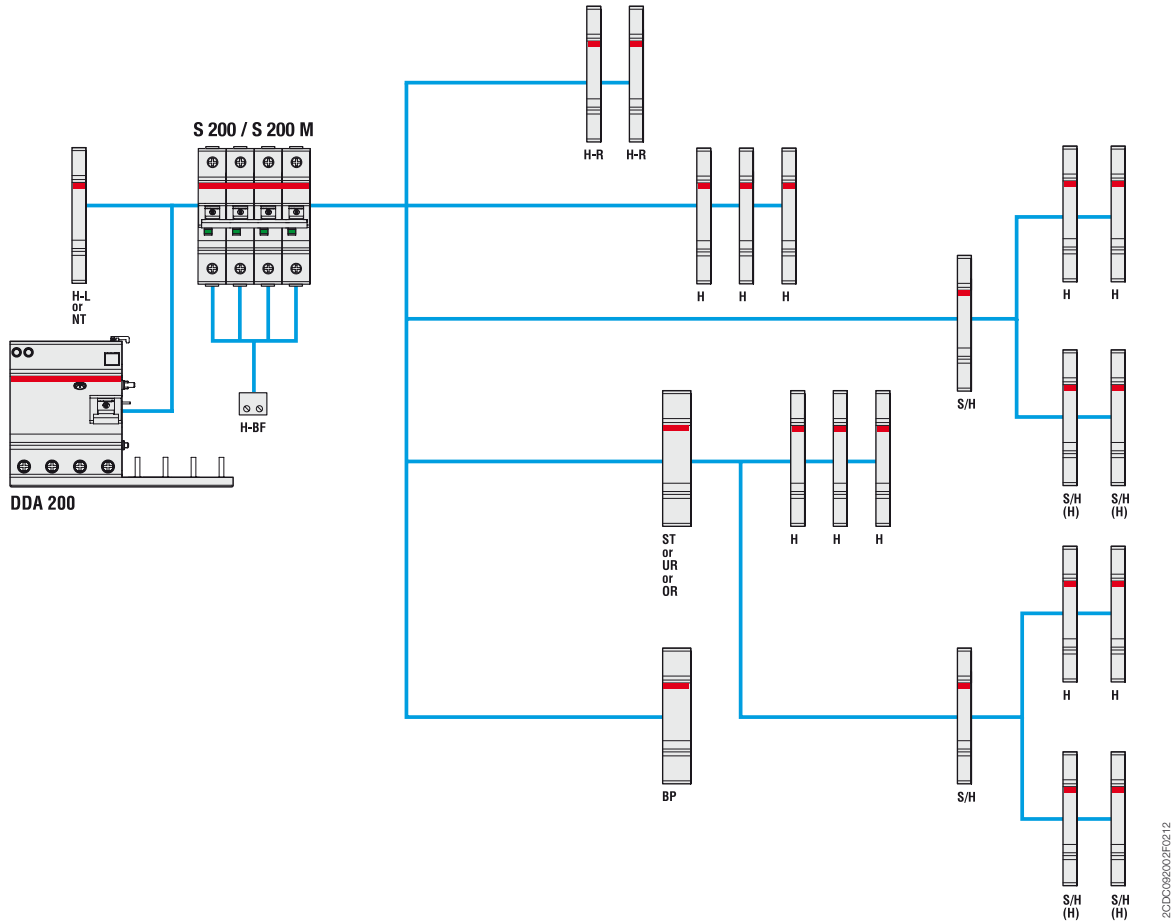 H-R H-R
S 200 / S 200 M
H-L
or
NT
H H H
H H
H-BF
S/H
DDA 200
S/H
(H)
S/H
(H)
ST
or
UR
or
OR
H H H
H H
BP
S/H
S/H
(H)
S/H
(H)
2CDC092002F0212